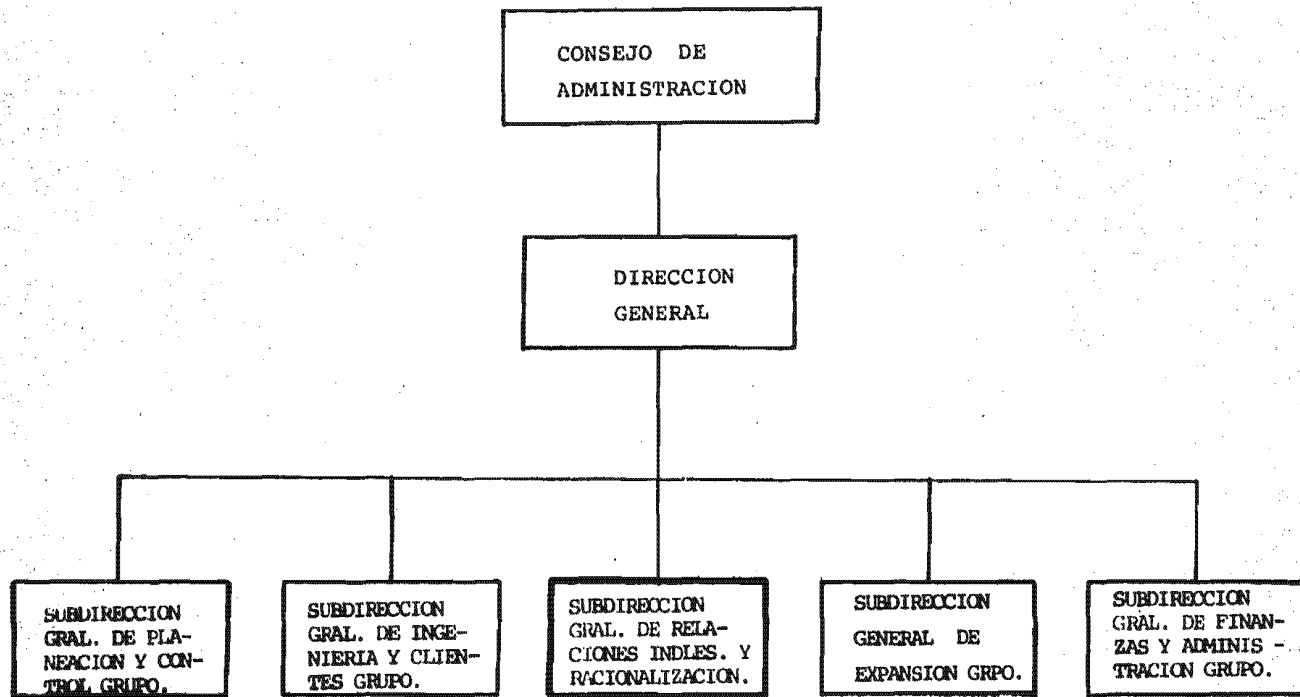 CONSEJO DE
ADMINISTRACION
DIRECCION
GENERAL
SUBDIRECCION
GRAL. DE PLA-
NEACION Y CON-
TROL GRUPO.
SUBDIRECCION
GRAL. DE INGE-
NIERIA Y CLIEN-
TES GRUPO.
SUBDIRECCION
GRAL. DE RELA-
CIONES INDLES. Y
RACIONALIZACION.
SUBDIRECCION
GENERAL DE
EXPANSION GRPO.
SUBDIRECCION
GRAL. DE FINAN-
ZAS Y ADMINIS -
TRACION GRUPO.